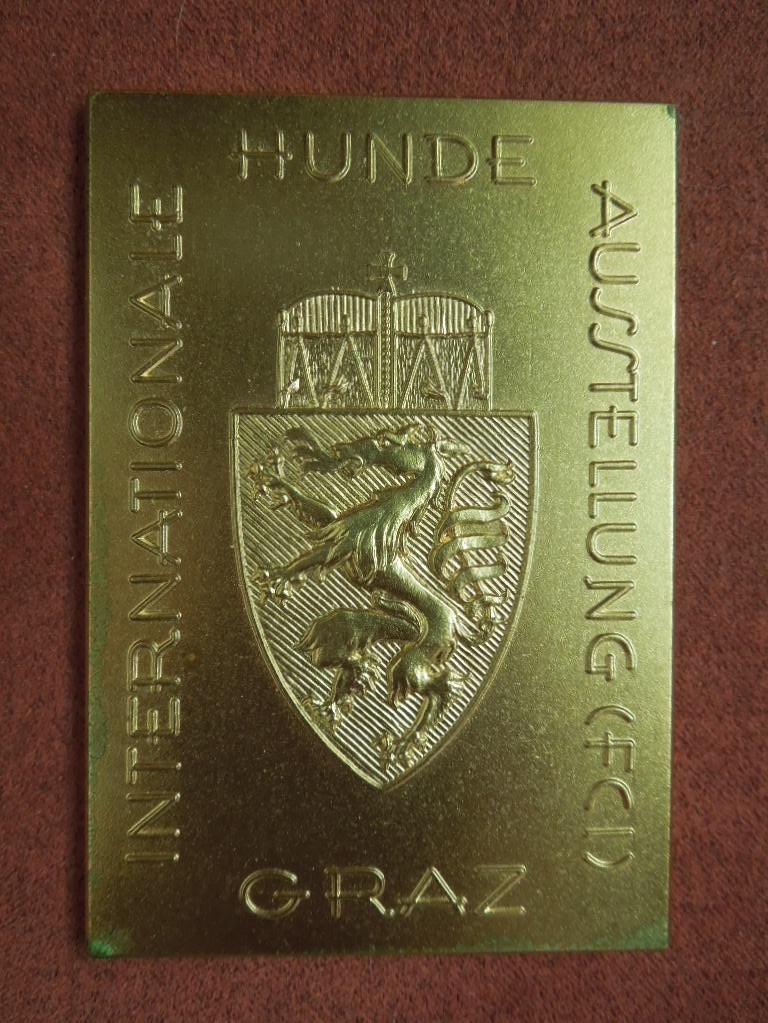 INTERNATIONALE
HUNDE
AUSSTELLUNG (FCI)
GRAZ